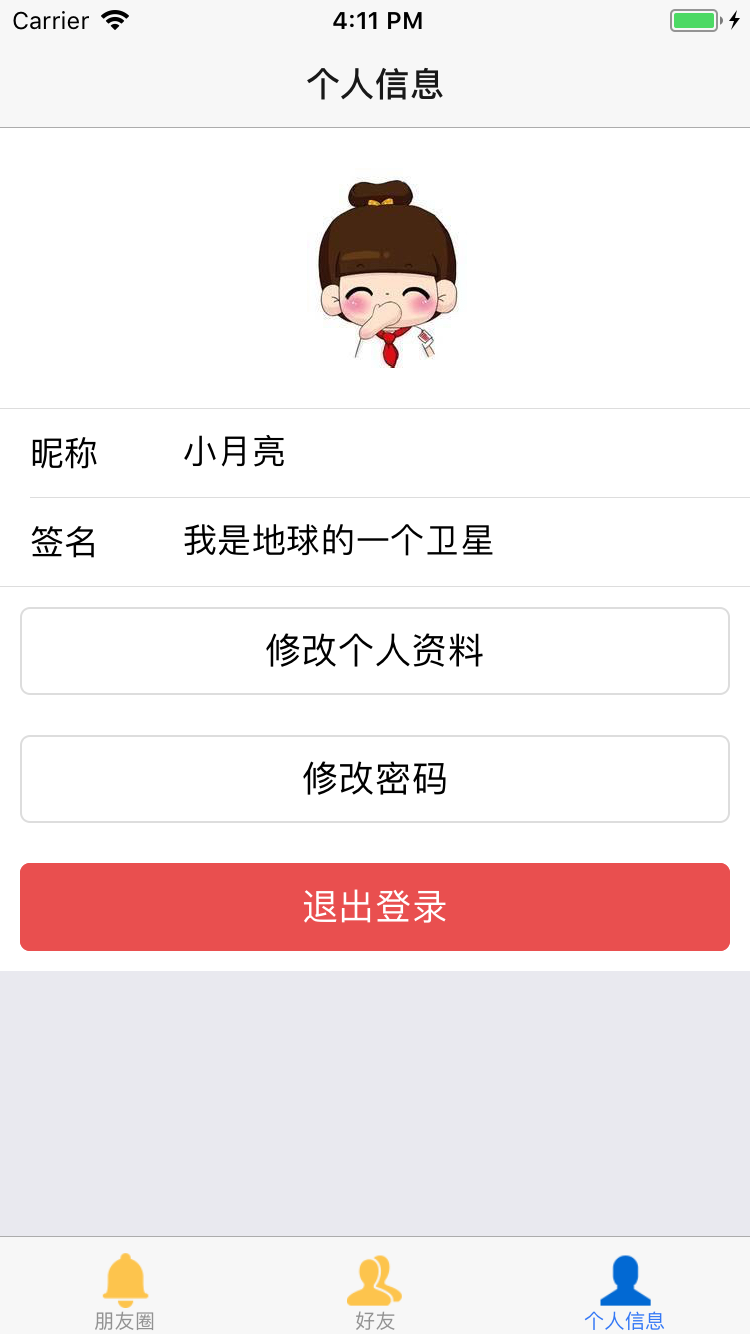 Carrier 4:11 PM
个人信息
昵称 小月亮
签名 我是地球的一个卫星
修改个人资料
修改密码
退出登录
朋友圈 好友 个人信息